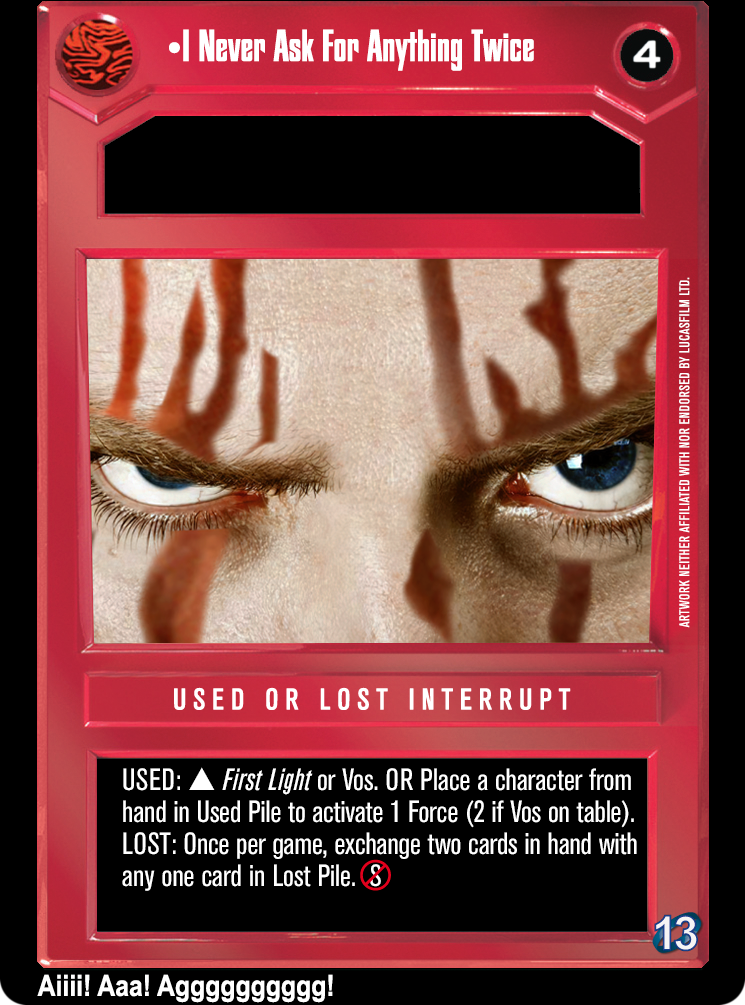 •I Never Ask For Anything Twice
4
ARTWORK NEITHER AFFILIATED WITH NOR ENDORSED BY LUCASFILM LTD.
USED OR LOST INTERRUPT
USED: ▲ First Light or Vos. OR Place a character from
hand in Used Pile to activate 1 Force (2 if Vos on table).
LOST: Once per game, exchange two cards in hand with
any one card in Lost Pile. S
13
Aiiii! Aaa! Aggggggggggg!